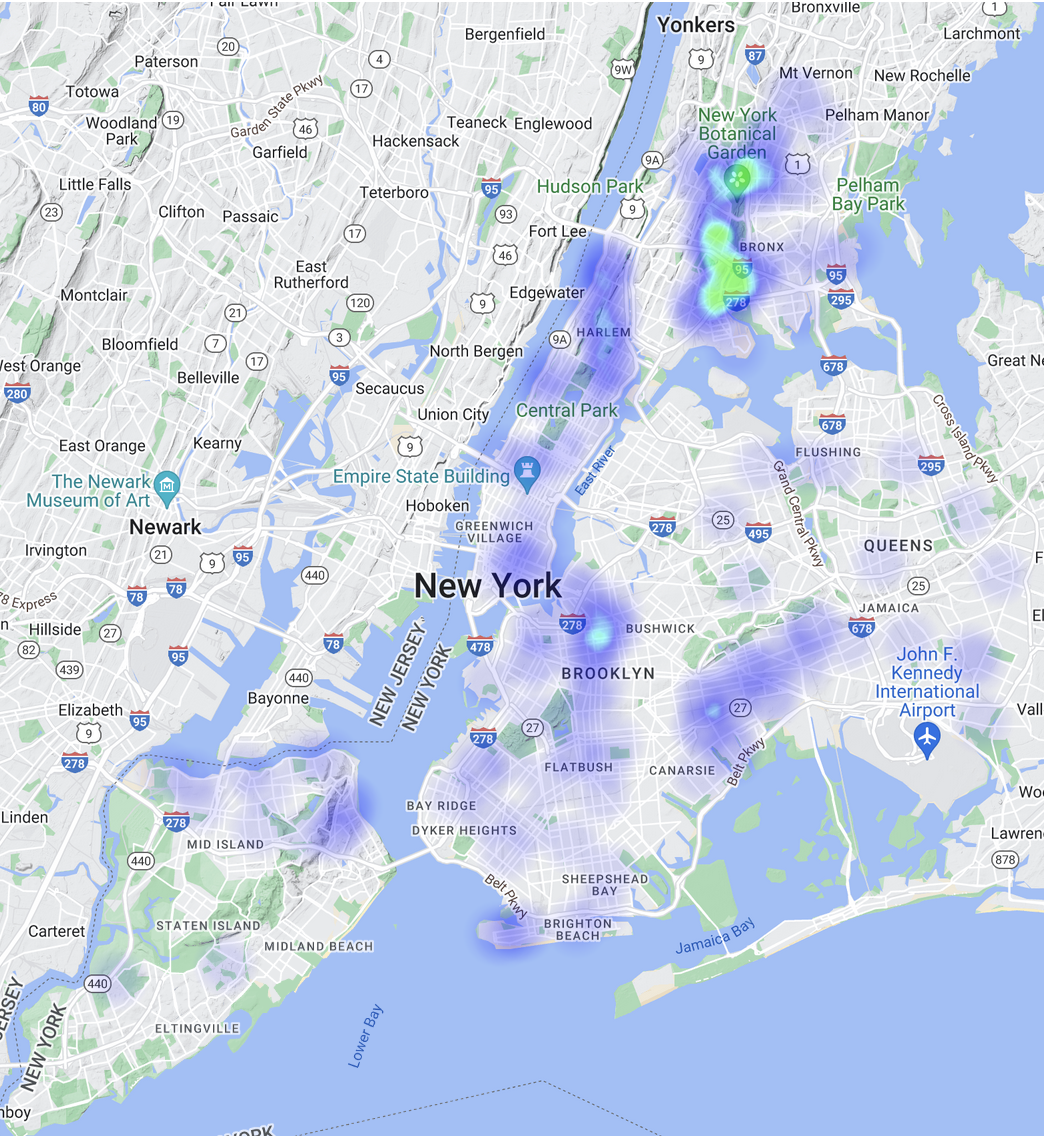 Fair Lawn
Yonkers
Bronxville
1
Larchmont
20
Bergenfield
9
87
4
Paterson
9W
Mt Vernon
New Rochelle
Totowa
80
17
Garden State Pkwy
New York
Botanical
Garden
Pelham Manor
Woodland
Park
19
46
Teaneck
Englewood
Garfield
Hackensack
9A
1
Little Falls
Teterboro
95
Hudson Park
Pelham
Bay Park
23
Clifton
Passaic
93
9
17
Fort Lee
BRONX
46
95
95
East
Rutherford
Edgewater
278
295
Montclair
120
9
21
HARLEM
Bloomfield
7
3
9A
North Bergen
17
West Orange
Belleville
95
678
Great Ne
280
Secaucus
Union City
Central Park
Cross Island Pkwy
678
East Orange
Kearny
9
FLUSHING
295
The Newark
Museum of Art
Empire State Building
East River
Grand Central Pkwy
Hoboken
Newark
GREENWICH
VILLAGE
278
25
495
Irvington
21
9
95
QUEENS
440
New York
25
78
78
78 Express
JAMAICA
Hillside
27
278
BUSHWICK
678
82
78
478
95
NEW JERSEY
NEW YORK
John F.
Kennedy
International
Airport
439
440
BROOKLYN
Bayonne
Elizabeth
95
27
27
9
278
278
FLATBUSH
CANARSIE
Belt Pkwy
Linden
278
BAY RIDGE
DYKER HEIGHTS
MID ISLAND
440
878
SHEEPSHEAD
BAY
Belt Pkwy
STATEN ISLAND
BRIGHTON
BEACH
Carteret
MIDLAND BEACH
Jamaica Bay
440
NEW YORK
ELTINGVILLE
Lower Bay